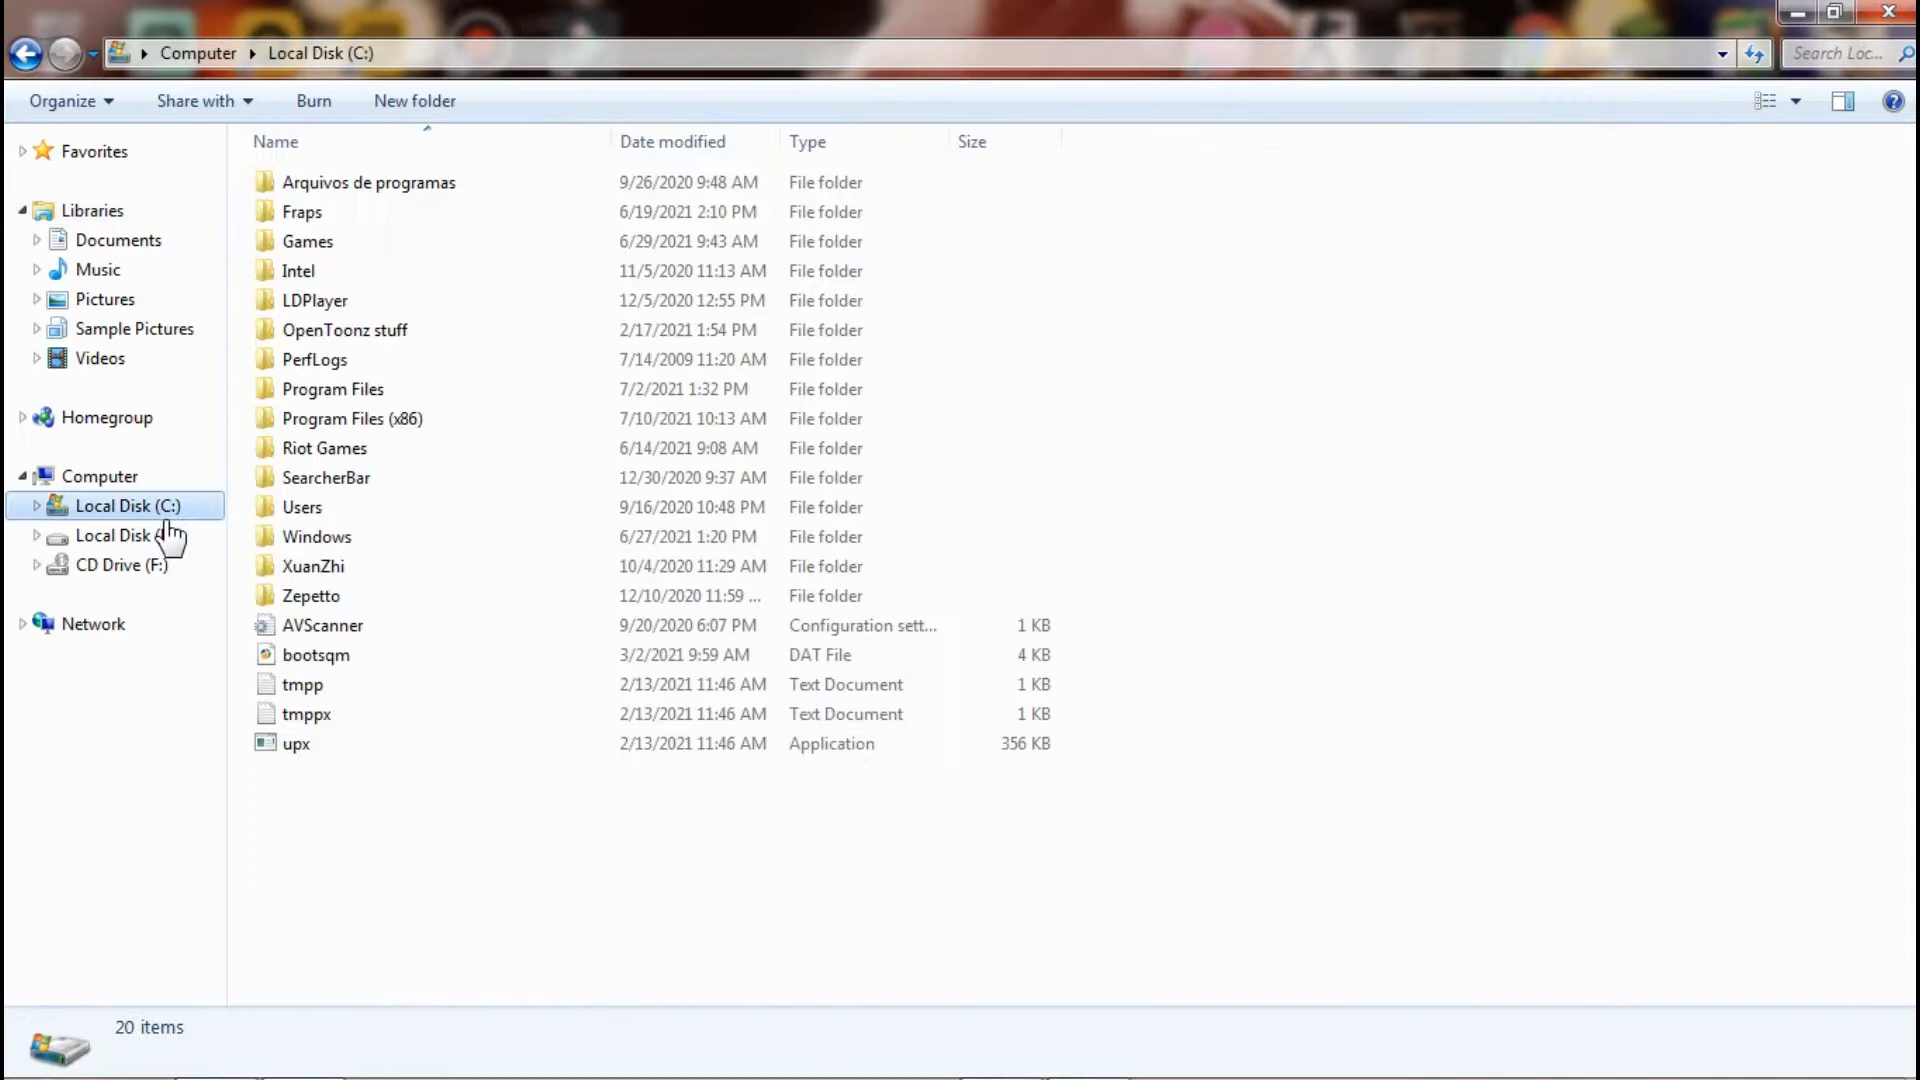 Computer Local Disk (C:) Search Loc...
Organize Share with Burn New folder
Name Date modified Type Size
Favorites
Libraries
Documents
Music
Pictures
Sample Pictures
Videos
Homegroup
Computer
Local Disk (C:)
Local Disk
CD Drive (F:)
Network
Arquivos de programas 9/26/2020 9:48 AM File folder
Fraps 6/19/2021 2:10 PM File folder
Games 6/29/2021 9:43 AM File folder
Intel 11/5/2020 11:13 AM File folder
LDPlayer 12/5/2020 12:55 PM File folder
OpenToonz stuff 2/17/2021 1:54 PM File folder
PerfLogs 7/14/2009 11:20 AM File folder
Program Files 7/2/2021 1:32 PM File folder
Program Files (x86) 7/10/2021 10:13 AM File folder
Riot Games 6/14/2021 9:08 AM File folder
SearcherBar 12/30/2020 9:37 AM File folder
Users 9/16/2020 10:48 PM File folder
Windows 6/27/2021 1:20 PM File folder
XuanZhi 10/4/2020 11:29 AM File folder
Zepetto 12/10/2020 11:59 ... File folder
AVScanner 9/20/2020 6:07 PM Configuration sett... 1 KB
bootsqm 3/2/2021 9:59 AM DAT File 4 KB
tmpp 2/13/2021 11:46 AM Text Document 1 KB
tmppx 2/13/2021 11:46 AM Text Document 1 KB
upx 2/13/2021 11:46 AM Application 356 KB
20 items